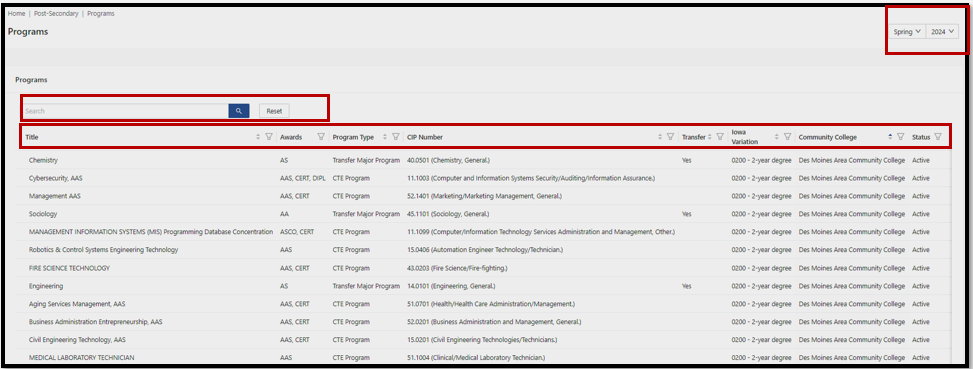 Home | Post-Secondary | Programs
Programs
Spring 2024
Programs
Search Reset
Title Awards Program Type CIP Number Transfer Iowa Variation Community College Status
Chemistry AS Transfer Major Program 40.0501 (Chemistry, General.) Yes 0200 - 2-year degree Des Moines Area Community College Active
Cybersecurity, AAS AAS, CERT, DIPL CTE Program 11.1003 (Computer and Information Systems Security/Auditing/Information Assurance.) 0200 - 2-year degree Des Moines Area Community College Active
Management AAS AAS, CERT CTE Program 52.1401 (Marketing/Marketing Management, General.) 0200 - 2-year degree Des Moines Area Community College Active
Sociology AA Transfer Major Program 45.1101 (Sociology, General.) Yes 0200 - 2-year degree Des Moines Area Community College Active
MANAGEMENT INFORMATION SYSTEMS (MIS) Programming Database Concentration ASCO, CERT CTE Program 11.1099 (Computer/Information Technology Services Administration and Management, Other.) 0200 - 2-year degree Des Moines Area Community College Active
Robotics & Control Systems Engineering Technology AAS CTE Program 15.0406 (Automation Engineer Technology/Technician.) 0200 - 2-year degree Des Moines Area Community College Active
FIRE SCIENCE TECHNOLOGY AAS, CERT CTE Program 43.0203 (Fire Science/Fire-fighting.) 0200 - 2-year degree Des Moines Area Community College Active
Engineering AS Transfer Major Program 14.0101 (Engineering, General.) Yes 0200 - 2-year degree Des Moines Area Community College Active
Aging Services Management, AAS AAS, CERT CTE Program 51.0701 (Health/Health Care Administration/Management.) 0200 - 2-year degree Des Moines Area Community College Active
Business Administration Entrepreneurship, AAS AAS, CERT CTE Program 52.0201 (Business Administration and Management, General.) 0200 - 2-year degree Des Moines Area Community College Active
Civil Engineering Technology, AAS AAS, CERT CTE Program 15.0201 (Civil Engineering Technologies/Technicians.) 0200 - 2-year degree Des Moines Area Community College Active
MEDICAL LABORATORY TECHNICIAN AAS CTE Program 51.1004 (Clinical/Medical Laboratory Technician.) 0200 - 2-year degree Des Moines Area Community College Active